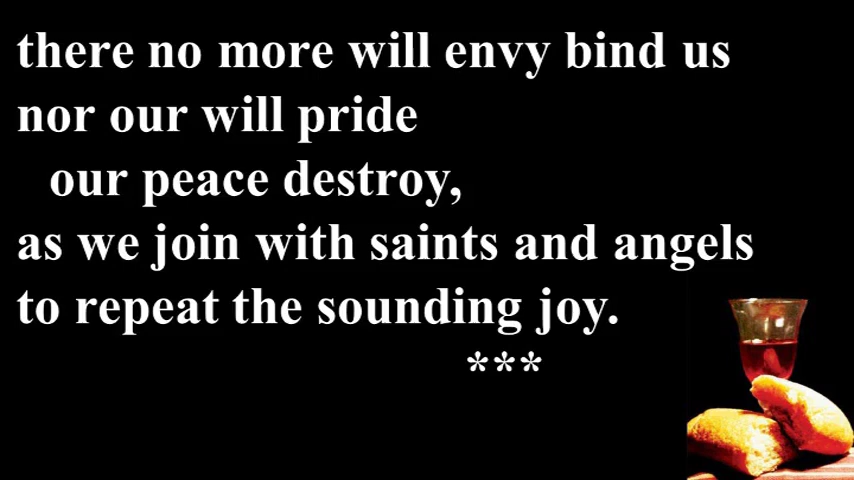 there no more will envy bind us
nor our will pride
our peace destroy,
as we join with saints and angels
to repeat the sounding joy.
***